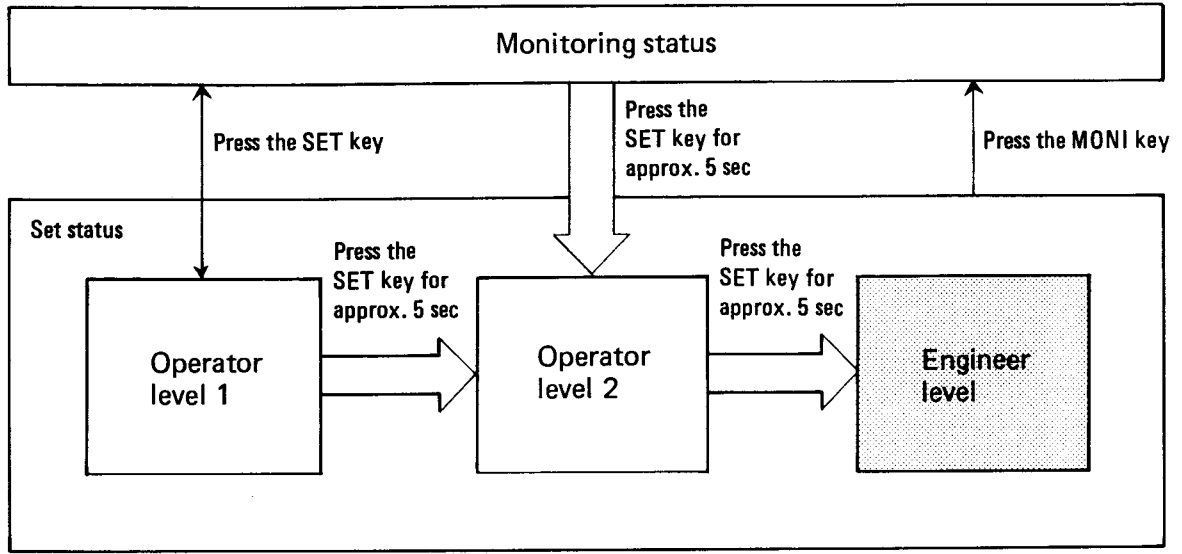 Monitoring status
Press the SET key
Press the
SET key for
approx. 5 sec
Press the MONI key
Set status
Press the
SET key for
approx. 5 sec
Press the
SET key for
approx. 5 sec
Operator
level 1
Operator
level 2
Engineer
level